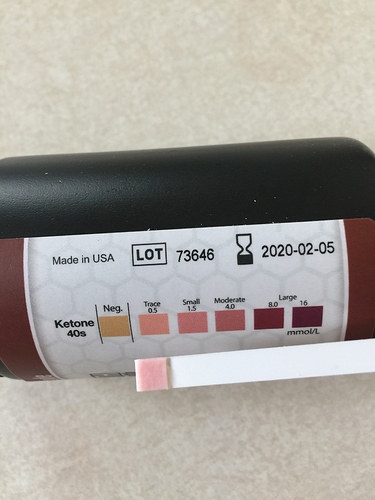 Made in USA LOT 73646 2020-02-05
Neg. Trace Small Moderate Large
0.5 1.5 4.0 8.0 16
Ketone
40s
mmol/L